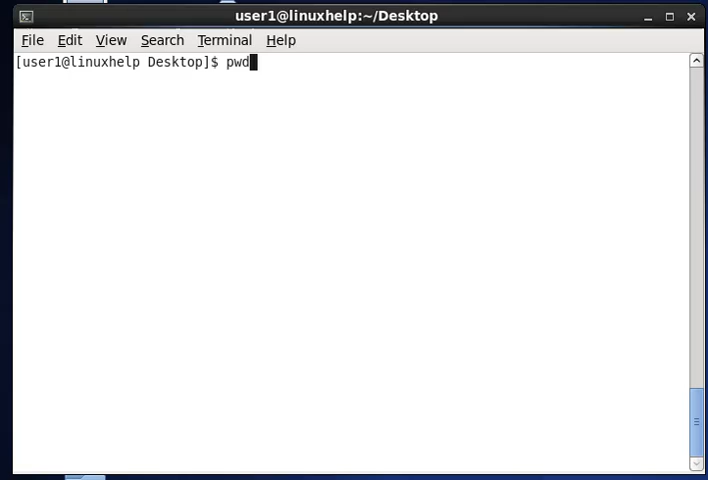 user1@linuxhelp:~/Desktop
File Edit View Search Terminal Help
[user1@linuxhelp Desktop]$ pwd